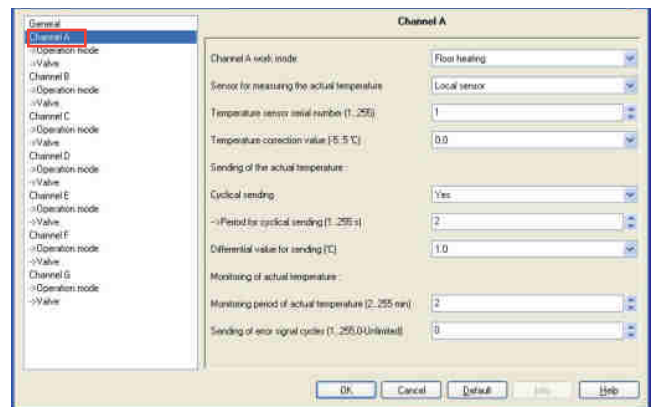 General
Channel A
->Operation mode
->Valve
Channel B
->Operation mode
->Valve
Channel C
->Operation mode
->Valve
Channel D
->Operation mode
->Valve
Channel E
->Operation mode
->Valve
Channel F
->Operation mode
->Valve
Channel G
->Operation mode
->Valve
Channel A
Channel A work mode Floor heating
Sensor for measuring the actual temperature Local sensor
Temperature sensor serial number (1..255) 1
Temperature correction value (-5..5 ℃) 0.0
Sending of the actual temperature :
Cyclical sending Yes
->Period for cyclical sending (1..255 s) 2
Differential value for sending (℃) 1.0
Monitoring of actual temperature :
Monitoring period of actual temperature (2..255 min) 2
Sending of error signal cycles (1..255,0-Unlimited) 0
OK Cancel Default Help